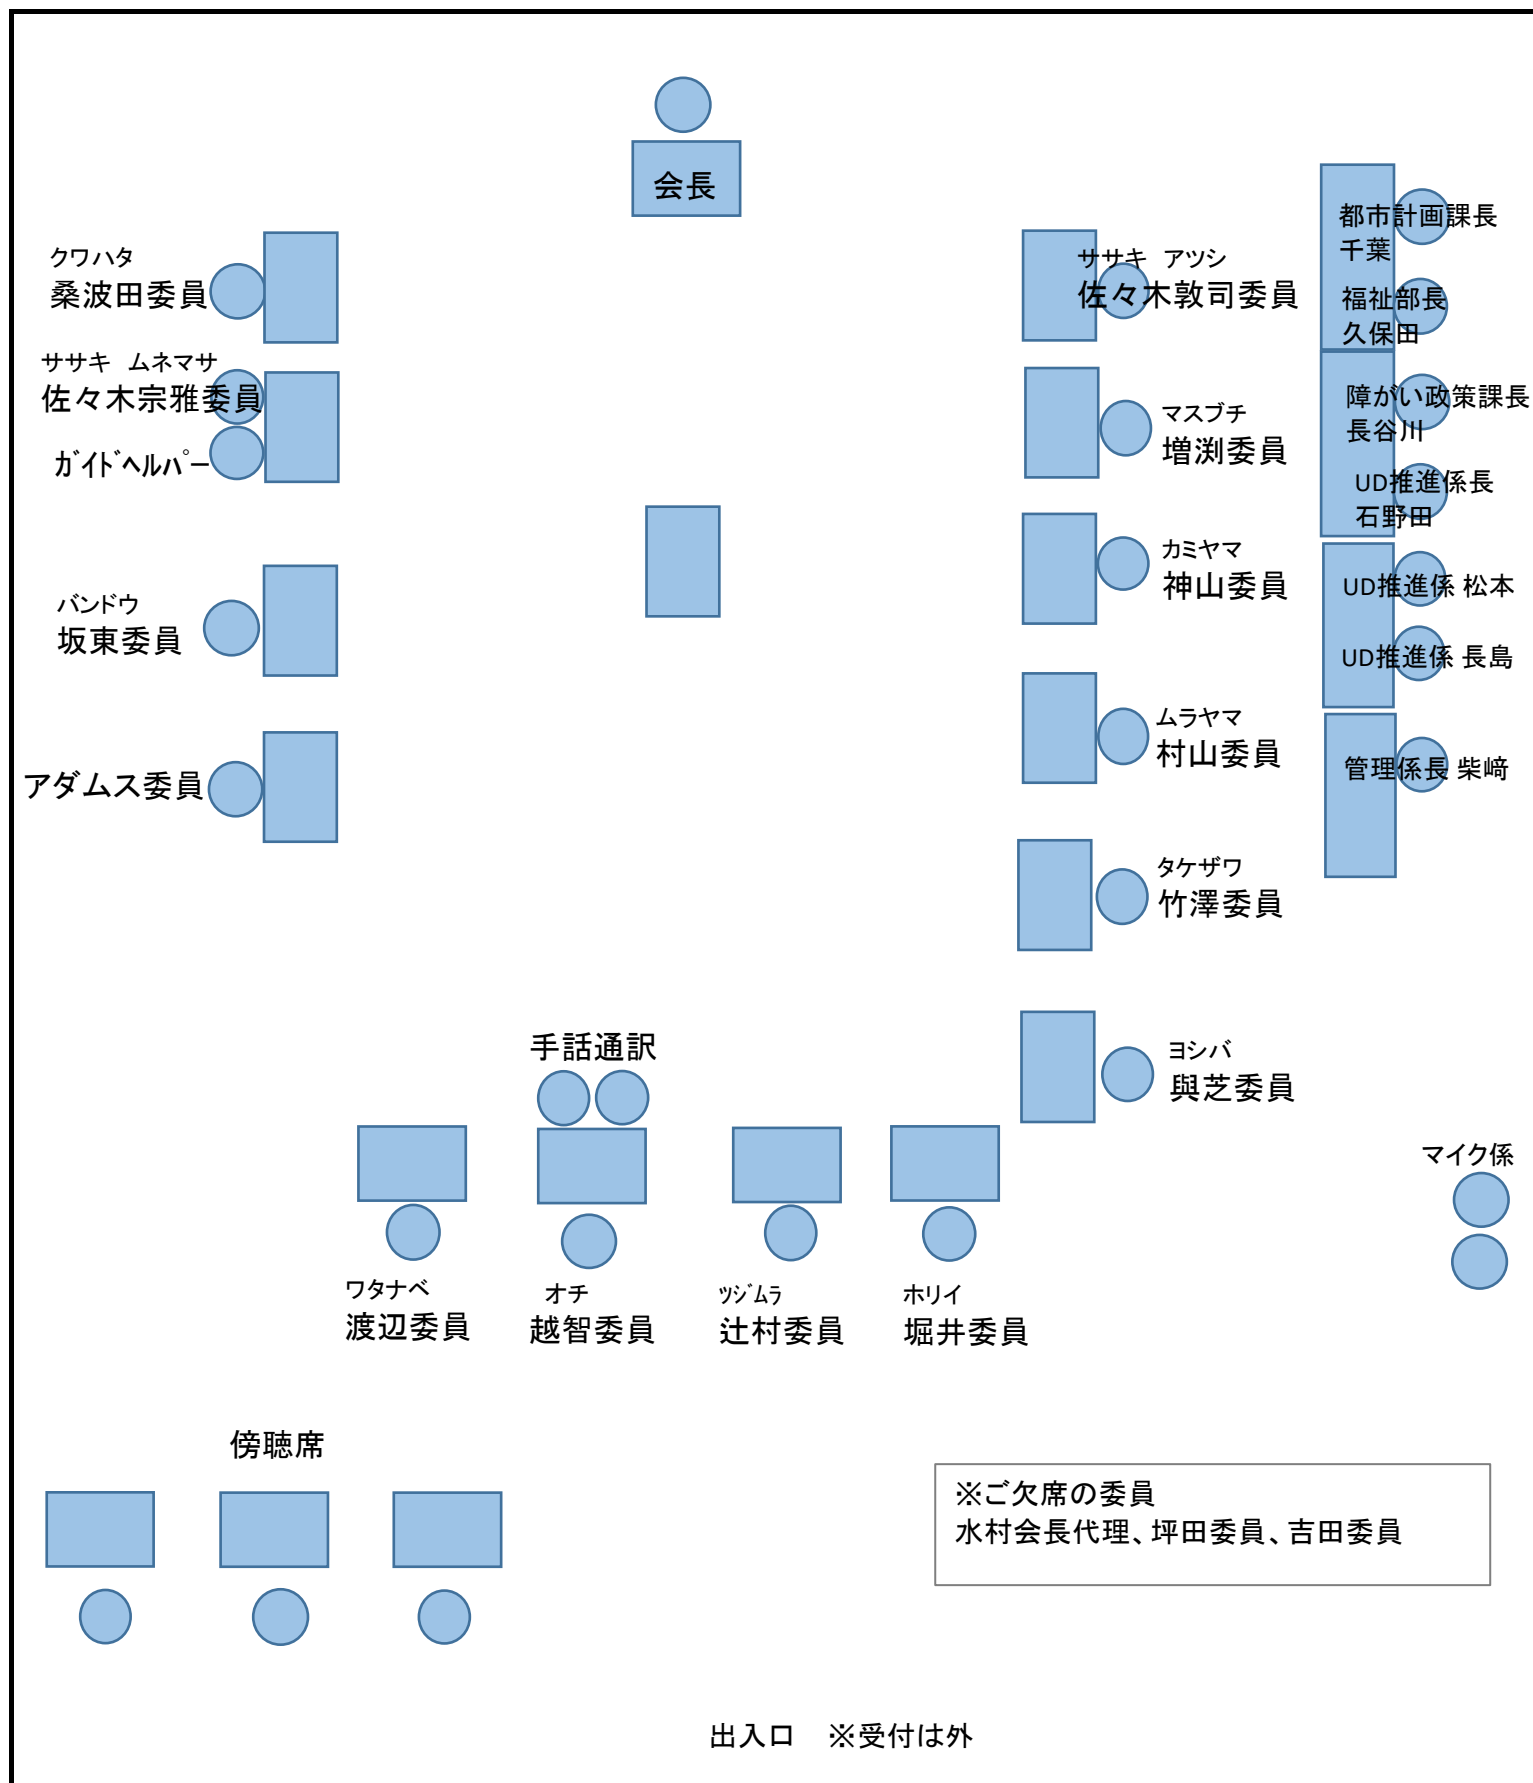 会長
クワハタ
桑波田委員
ササキ ムネマサ
佐々木宗雅委員
ｶﾞｲﾄﾞﾍﾙﾊﾟｰ
バンドウ
坂東委員
アダムス委員
ササキ アツシ
佐々木敦司委員
マスブチ
増渕委員
カミヤマ
神山委員
ムラヤマ
村山委員
タケザワ
竹澤委員
ヨシバ
與芝委員
都市計画課長
千葉
福祉部長
久保田
障がい政策課長
長谷川
UD推進係長
石野田
UD推進係 松本
UD推進係 長島
管理係長 柴﨑
手話通訳
マイク係
ワタナベ
渡辺委員
オチ
越智委員
ﾂｼﾞﾑﾗ
辻村委員
ホリイ
堀井委員
傍聴席
※ご欠席の委員
水村会長代理、坪田委員、吉田委員
出入口 ※受付は外